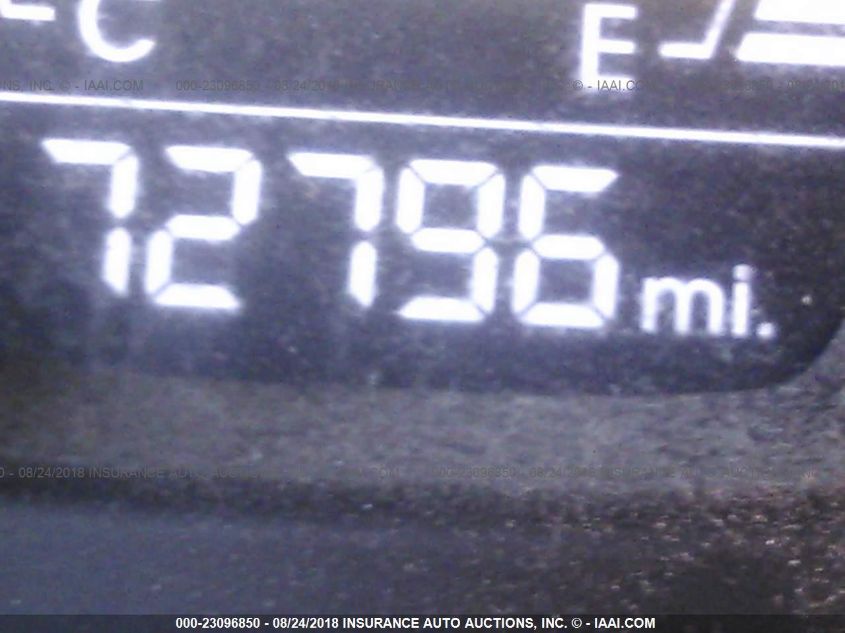 C E
72796 mi.
000-23096850 - 08/24/2018 INSURANCE AUTO AUCTIONS, INC. © - IAAI.COM